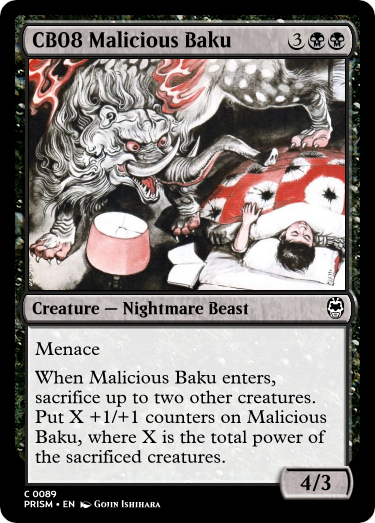 CB08 Malicious Baku 3
Creature — Nightmare Beast
Menace
When Malicious Baku enters,
sacrifice up to two other creatures.
Put X +1/+1 counters on Malicious
Baku, where X is the total power of
the sacrificed creatures.
4/3
C 0089
PRISM • EN Gojin Ishihara